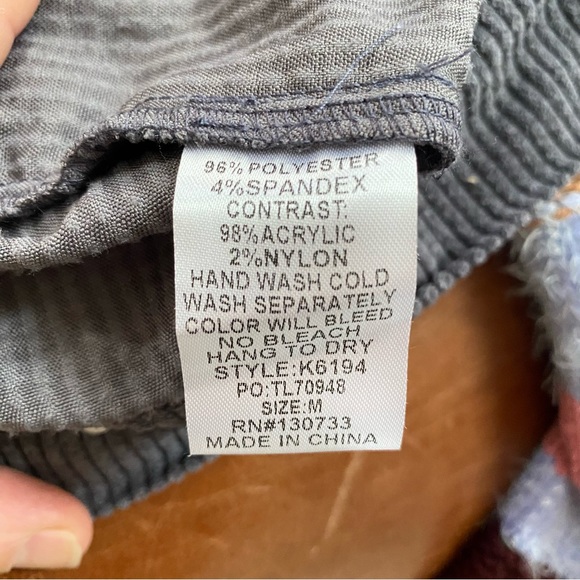 96% POLYESTER
4%SPANDEX
CONTRAST:
98%ACRYLIC
2%NYLON
HAND WASH COLD
WASH SEPARATELY
COLOR WILL BLEED
NO BLEACH
HANG TO DRY
STYLE:K6194
PO:TL70948
SIZE:M
RN#130733
MADE IN CHINA